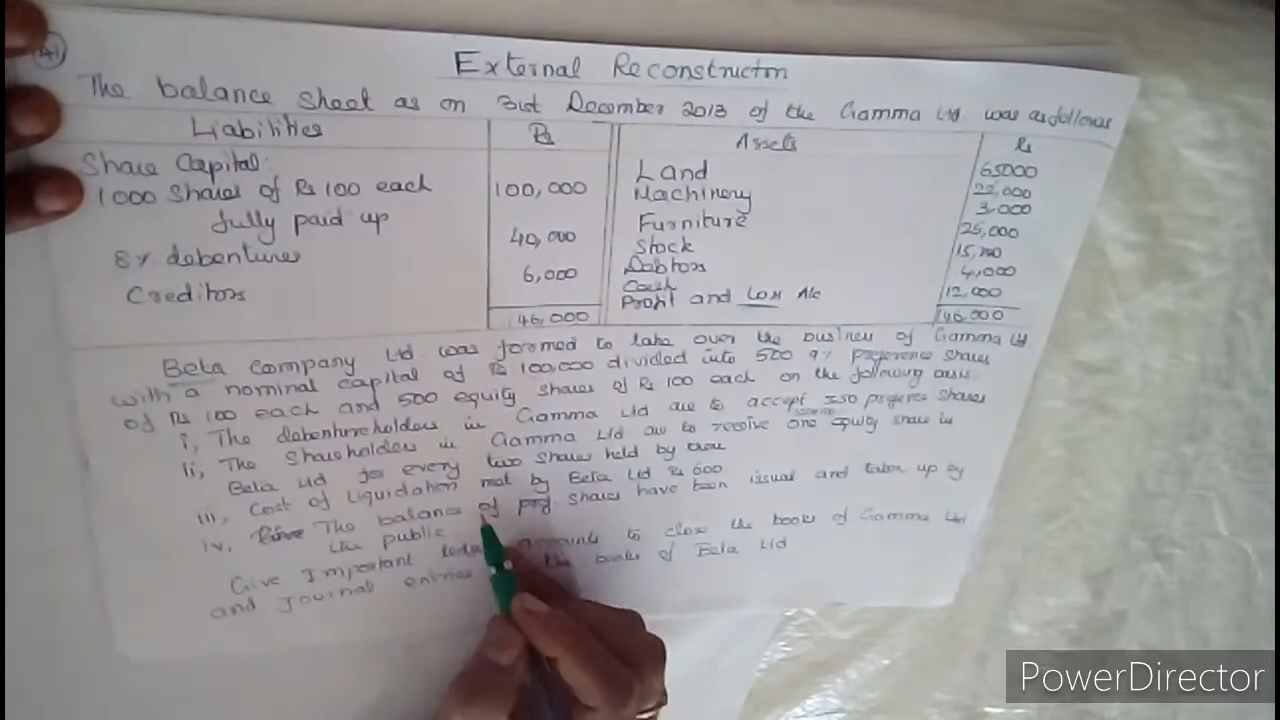 41
External Reconstructn
The balance sheet as on 31st December 2013 of the Gamma Ltd was as follows
Liabilities Rs Assets Rs
Share Capital: Land 65000
1000 shares of Rs 100 each 100,000 Machinery 22,000
fully paid up Furniture 3,000
8% debentures 40,000 Stock 25,000
Creditors 6,000 Debtors 15,000
Cash 4,000
Profit and Loss A/c 12,000
146,000 146,000
Beta Company Ltd was formed to take over the business of Gamma Ltd
with a nominal capital of Rs 100,000 divided into 500 9% preference shares
of Rs 100 each and 500 equity shares of Rs 100 each on the following basis
i, The debentureholders in Gamma Ltd are to accept 350 preference shares
ii, The Shareholders in Gamma Ltd are to receive one equity share in
Beta Ltd for every two shares held by them
iii, Cost of Liquidation met by Beta Ltd Rs 600
iv, The balance of pref shares have been issued and taken up by
the public
Give Important amounts to close the books of Gamma Ltd
and Journal entries the books of Beta Ltd
PowerDirector